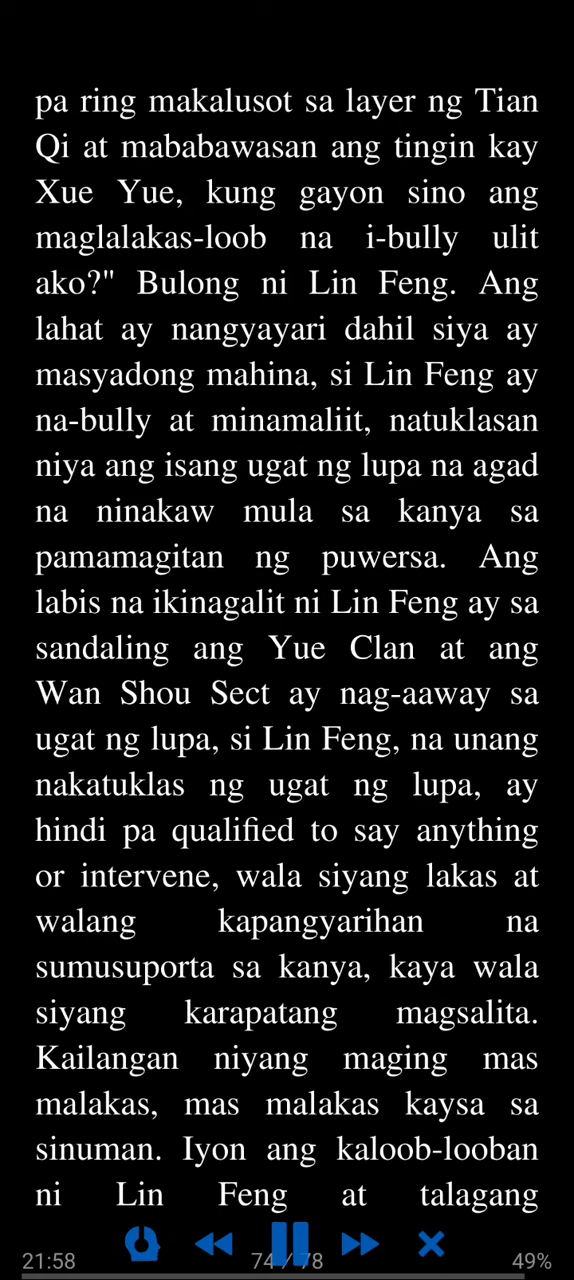 pa ring makalusot sa layer ng Tian
Qi at mababawasan ang tingin kay
Xue Yue, kung gayon sino ang
maglalakas-loob na i-bully ulit
ako?" Bulong ni Lin Feng. Ang
lahat ay nangyayari dahil siya ay
masyadong mahina, si Lin Feng ay
na-bully at minamaliit, natuklasan
niya ang isang ugat ng lupa na agad
na ninakaw mula sa kanya sa
pamamagitan ng puwersa. Ang
labis na ikinagalit ni Lin Feng ay sa
sandaling ang Yue Clan at ang
Wan Shou Sect ay nag-aaway sa
ugat ng lupa, si Lin Feng, na unang
nakatuklas ng ugat ng lupa, ay
hindi pa qualified to say anything
or intervene, wala siyang lakas at
walang kapangyarihan na
sumusuporta sa kanya, kaya wala
siyang karapatang magsalita.
Kailangan niyang maging mas
malakas, mas malakas kaysa sa
sinuman. Iyon ang kaloob-looban
ni Lin Feng at talagang
21:58 74 / 78 49%